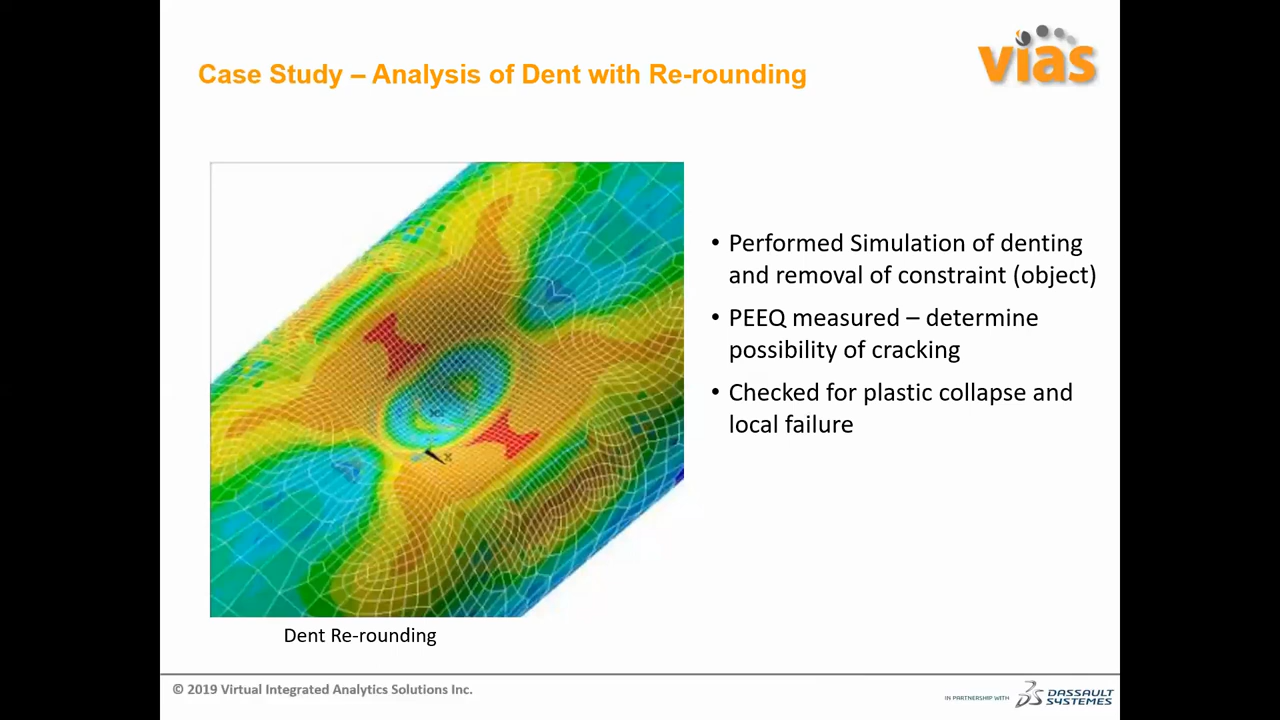 Case Study – Analysis of Dent with Re-rounding
vias
• Performed Simulation of denting
and removal of constraint (object)
• PEEQ measured – determine
possibility of cracking
• Checked for plastic collapse and
local failure
X
Dent Re-rounding
© 2019 Virtual Integrated Analytics Solutions Inc.
IN PARTNERSHIP WITH
DASSAULT
SYSTEMES